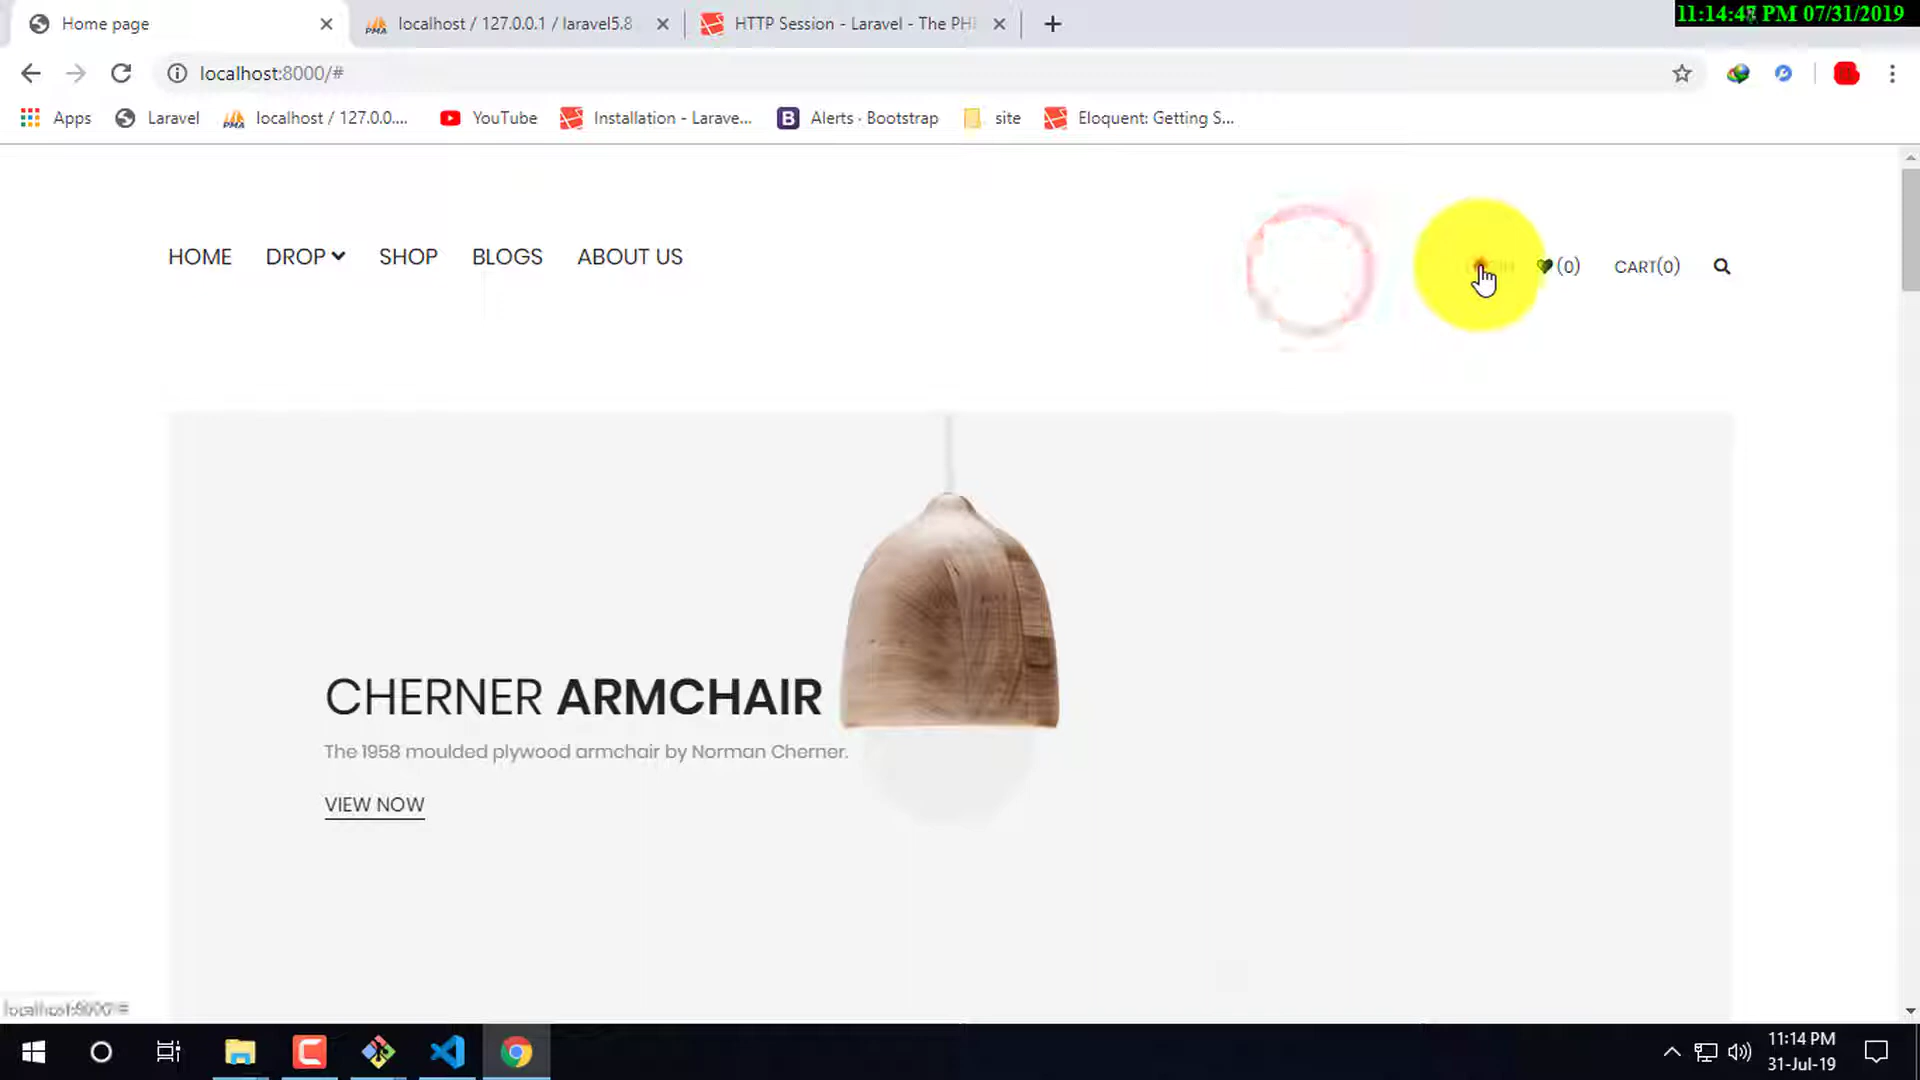 11:14:47 PM 07/31/2019
Home page
localhost / 127.0.0.1 / laravel5.8
HTTP Session - Laravel - The PH
localhost:8000/#
Apps
Laravel
localhost / 127.0.0....
YouTube
Installation - Larave...
B
Alerts · Bootstrap
site
Eloquent: Getting S...
HOME
DROP
SHOP
BLOGS
ABOUT US
(0)
CART(0)
CHERNER ARMCHAIR
The 1958 moulded plywood armchair by Norman Cherner.
VIEW NOW
11:14 PM
31-Jul-19